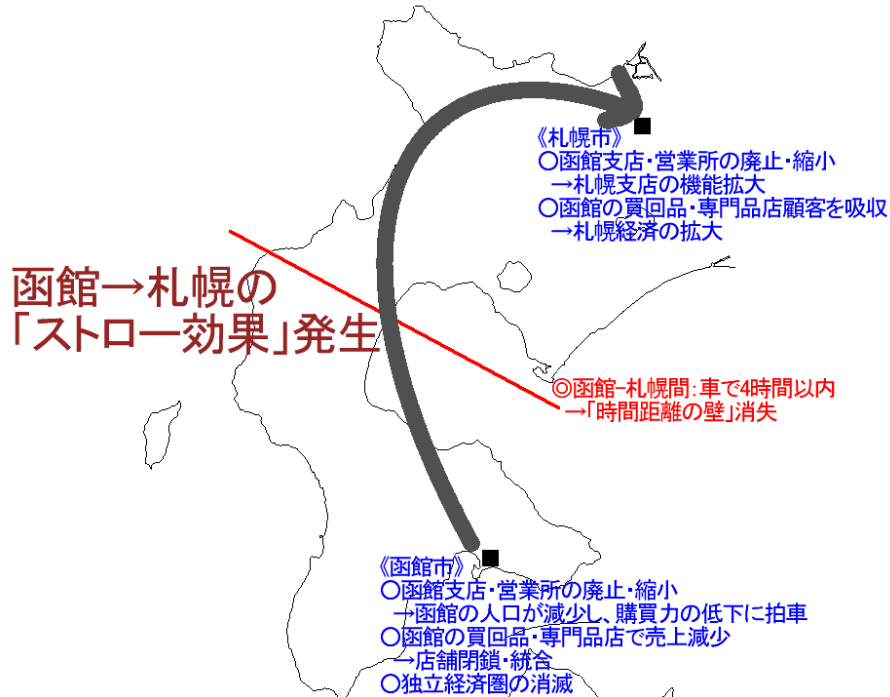 《札幌市》
○函館支店・営業所の廃止・縮小
→札幌支店の機能拡大
○函館の買回品・専門品店顧客を吸収
→札幌経済の拡大
函館→札幌の
「ストロー効果」発生
◎函館-札幌間:車で4時間以内
→「時間距離の壁」消失
《函館市》
○函館支店・営業所の廃止・縮小
→函館の人口が減少し、購買力の低下に拍車
○函館の買回品・専門品店で売上減少
→店舗閉鎖・統合
○独立経済圏の消滅